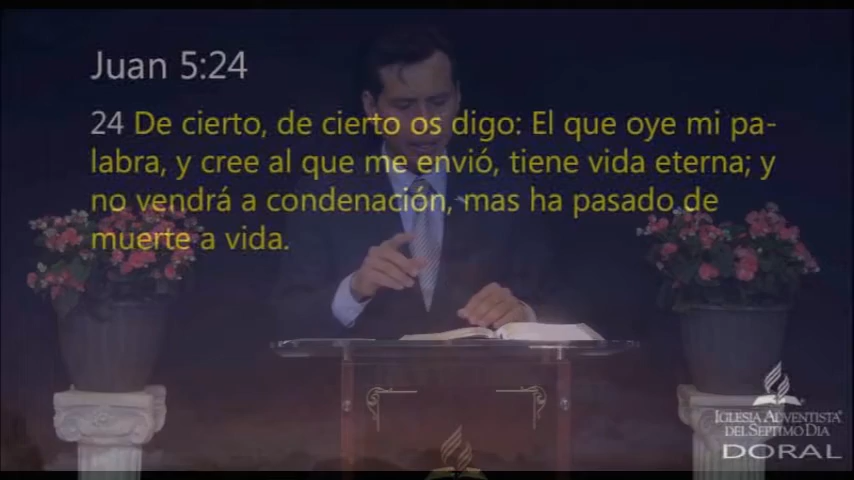 Juan 5:24
24 De cierto, de cierto os digo: El que oye mi pa-
labra, y cree al que me envió, tiene vida eterna; y
no vendrá a condenación, mas ha pasado de
muerte a vida.
IGLESIA ADVENTISTA
DEL SEPTIMO DIA
DORAL